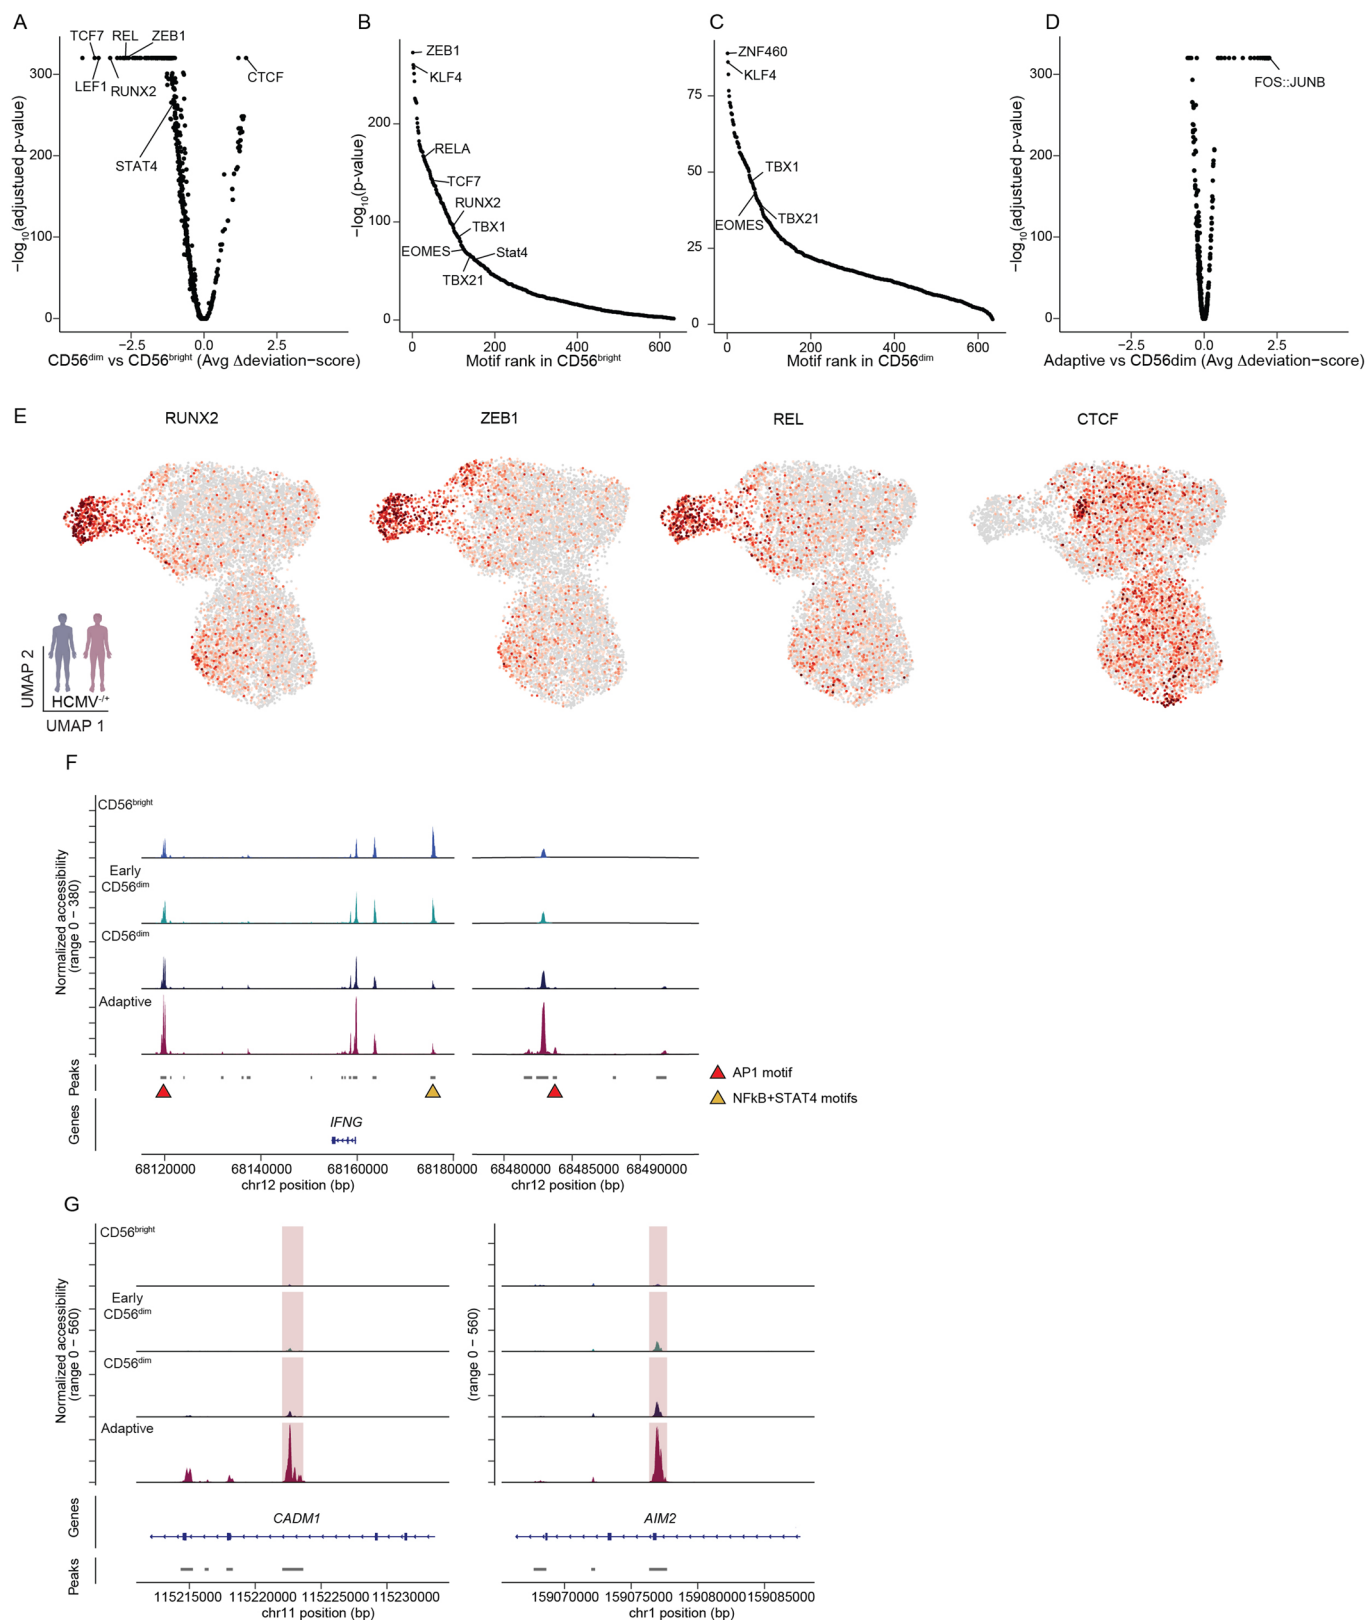 A
TCF7 REL ZEB1
LEF1 RUNX2
CTCF
STAT4
−log10(adjustued p-value)
300
200
100
0
−2.5 0.0 2.5
CD56dim vs CD56bright (Avg Δdeviation−score)
B
ZEB1
KLF4
RELA
TCF7
RUNX2
TBX1
EOMES Stat4
TBX21
−log10(p-value)
200
100
0
0 200 400 600
Motif rank in CD56bright
C
ZNF460
KLF4
TBX1
EOMES TBX21
75
50
25
0
0 200 400 600
Motif rank in CD56dim
D
FOS::JUNB
−log10(adjustued p-value)
300
200
100
0
−2.5 0.0 2.5
Adaptive vs CD56dim (Avg Δdeviation−score)
E
RUNX2 ZEB1 REL CTCF
UMAP 2
HCMV-/+
UMAP 1
F
Normalized accessibility
(range 0 − 380)
CD56bright
Early
CD56dim
CD56dim
Adaptive
Peaks
AP1 motif
NFkB+STAT4 motifs
Genes
IFNG
68120000 68140000 68160000 68180000
chr12 position (bp)
68480000 68485000 68490000
chr12 position (bp)
G
Normalized accessibility
(range 0 − 560)
CD56bright
Early
CD56dim
CD56dim
Adaptive
(range 0 − 560)
Genes
CADM1
AIM2
Peaks
115215000 115220000 115225000 115230000
chr11 position (bp)
159070000 159075000 159080000 159085000
chr1 position (bp)